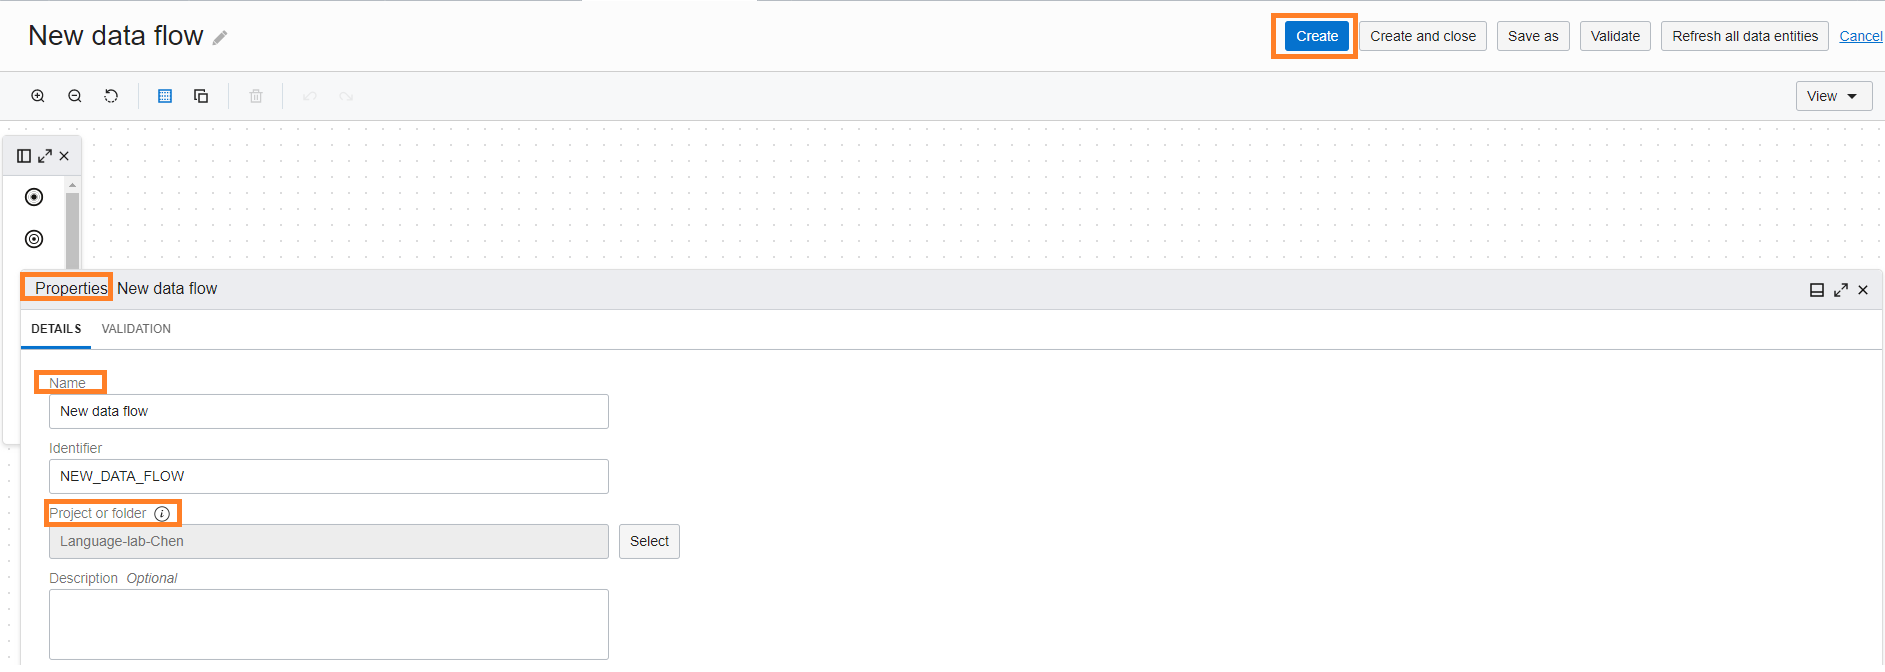 New data flow
Create Create and close Save as Validate Refresh all data entities Cancel
View
Properties New data flow
DETAILS VALIDATION
Name
New data flow
Identifier
NEW_DATA_FLOW
Project or folder i
Language-lab-Chen Select
Description Optional